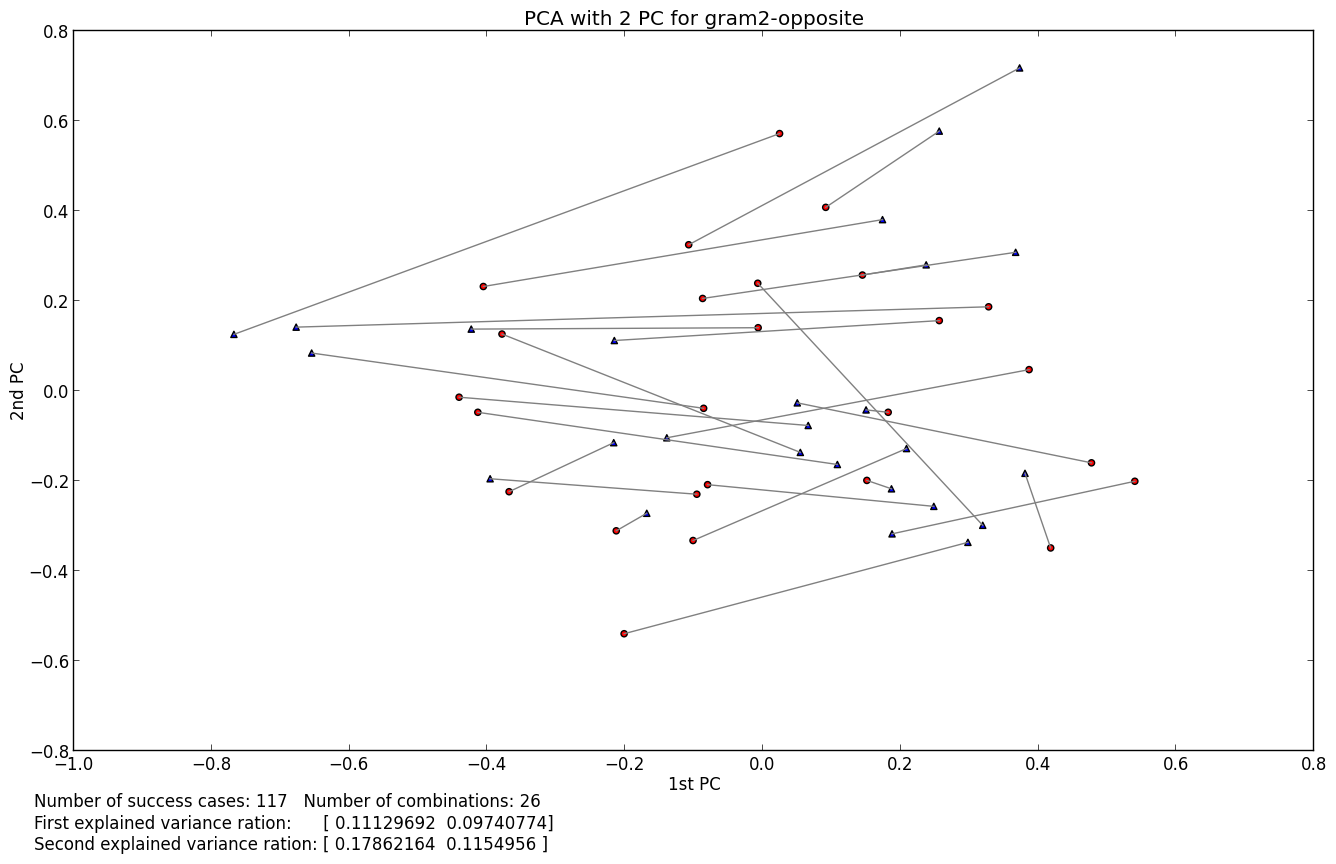 PCA with 2 PC for gram2-opposite
0.8
0.6
0.4
0.2
0.0
−0.2
−0.4
−0.6
−0.8
2nd PC
−1.0 −0.8 −0.6 −0.4 −0.2 0.0 0.2 0.4 0.6 0.8
1st PC
Number of success cases: 117 Number of combinations: 26
First explained variance ration: [ 0.11129692 0.09740774]
Second explained variance ration: [ 0.17862164 0.1154956 ]